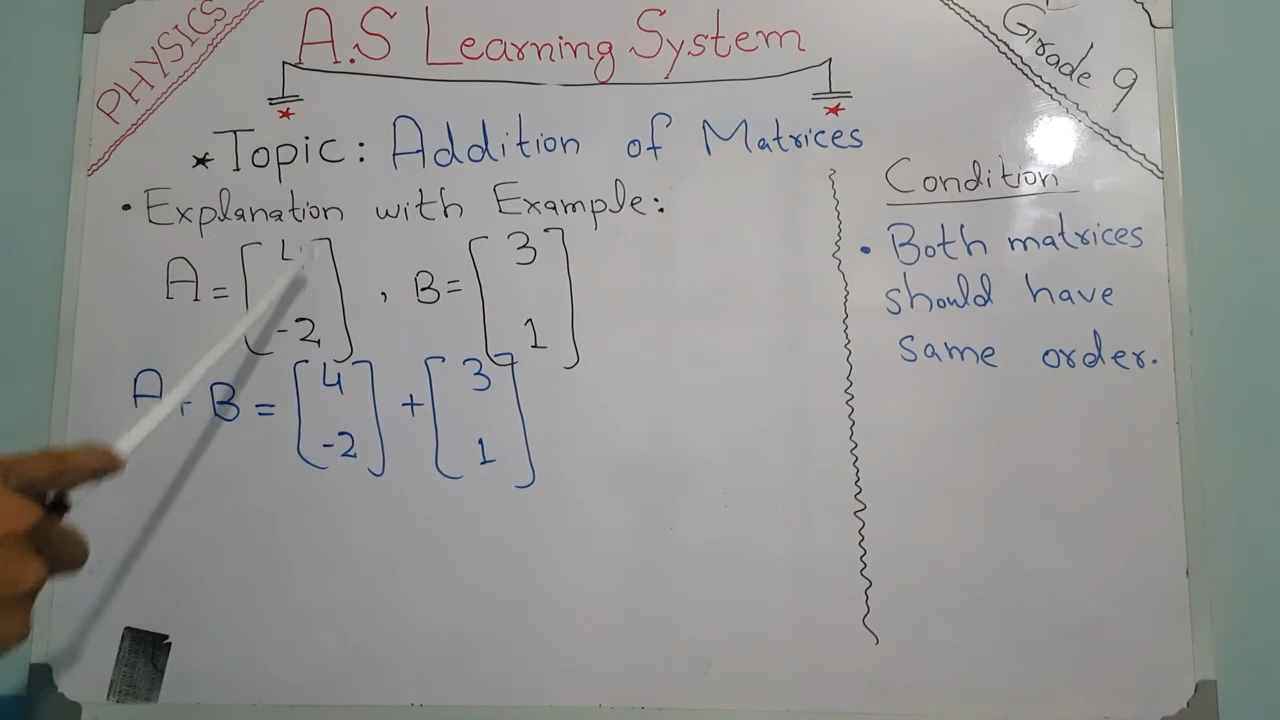 PHYSICS
A.S Learning System
Grade 9
* Topic: Addition of Matrices
• Explanation with Example:
A = [4 -2] , B = [3 1]
A + B = [4 -2] + [3 1]
Condition
• Both matrices
should have
same order.